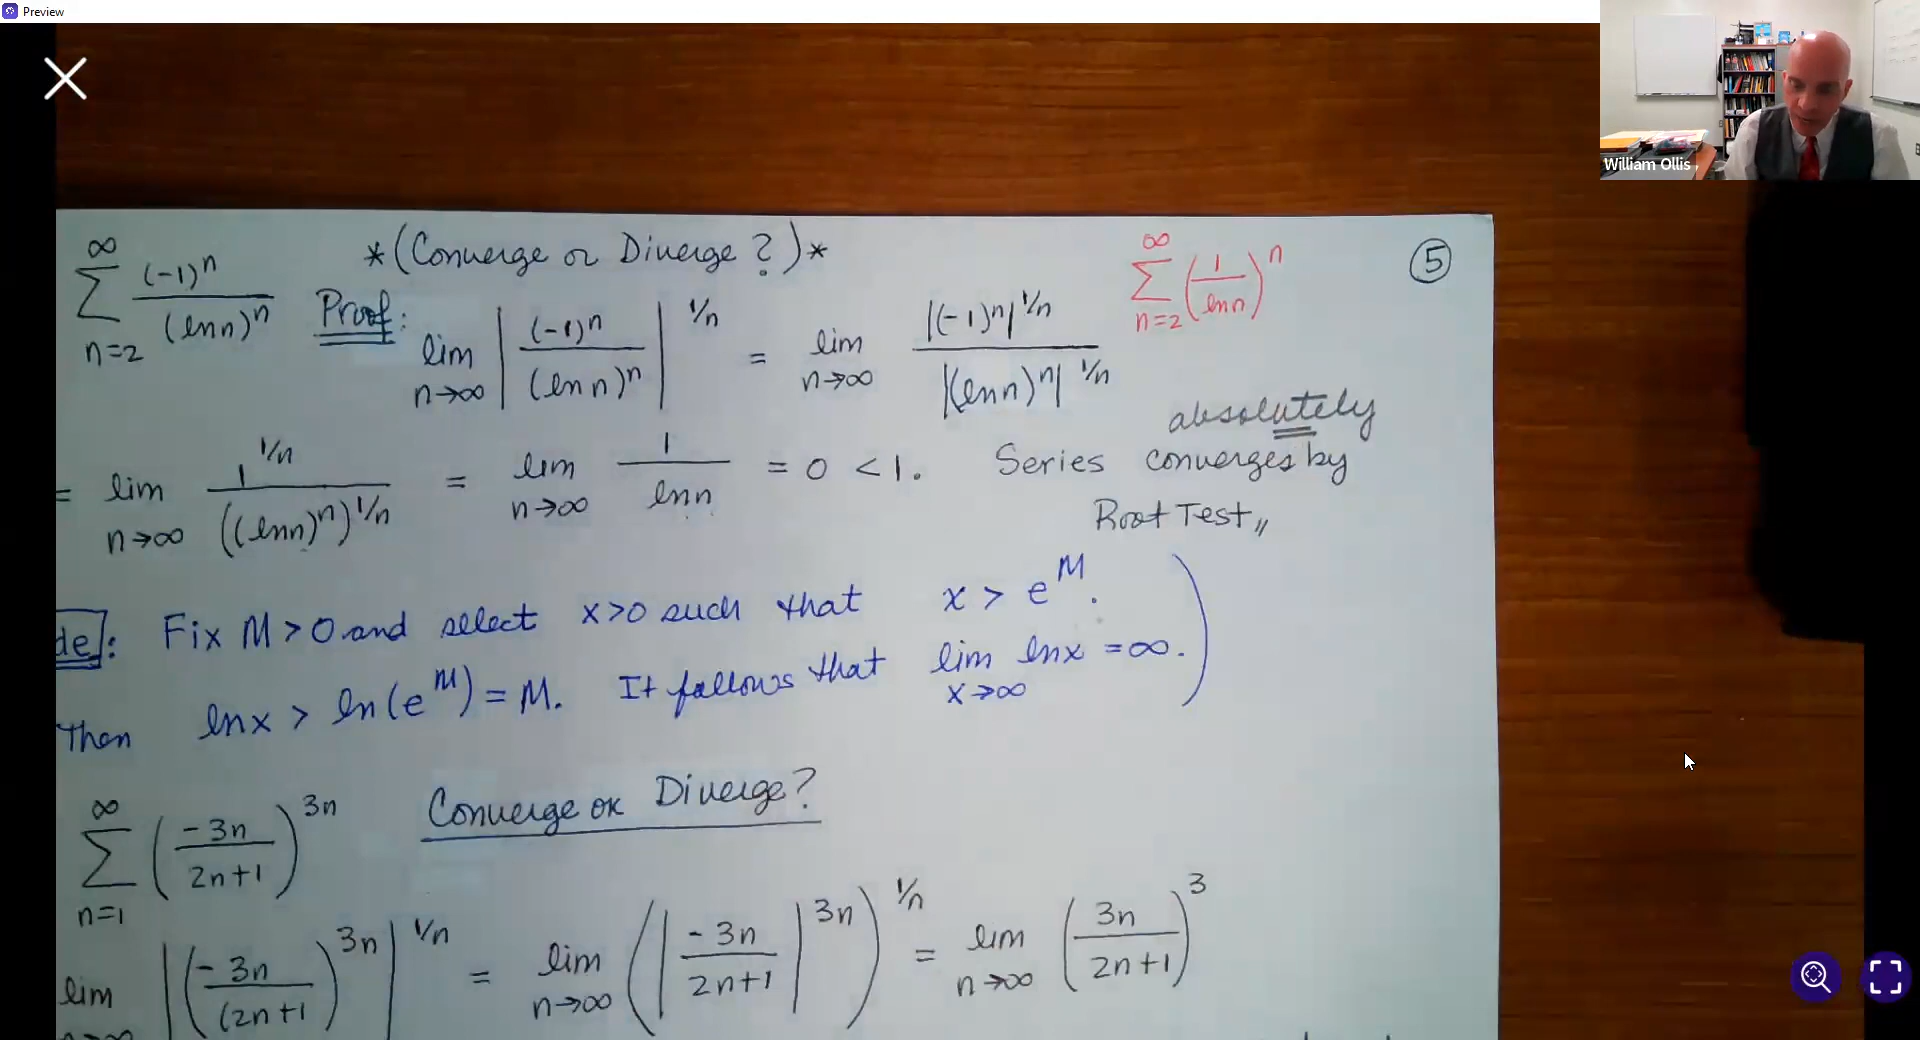 Preview
William Ollis
∞ ∑ n=2 (-1)^n / (ln n)^n *(Converge or Diverge?)* ∞ ∑ n=2 (1 / ln n)^n ⑤
Proof: lim n→∞ | (-1)^n / (ln n)^n |^1/n = lim n→∞ |(-1)^n|^1/n / |(ln n)^n|^1/n
= lim n→∞ 1^1/n / ((ln n)^n)^1/n = lim n→∞ 1 / ln n = 0 < 1. Series absolutely converges by
Root Test,,
de]: Fix M > 0 and select x>0 such that x > e^M.
Then ln x > ln(e^M) = M. It follows that lim x→∞ ln x = ∞. )
∞ ∑ n=1 (-3n / 2n+1)^3n Converge or Diverge?
lim | (-3n / (2n+1)^3n |^1/n = lim n→∞ ( | -3n / 2n+1 |^3n )^1/n = lim n→∞ (3n / 2n+1)^3